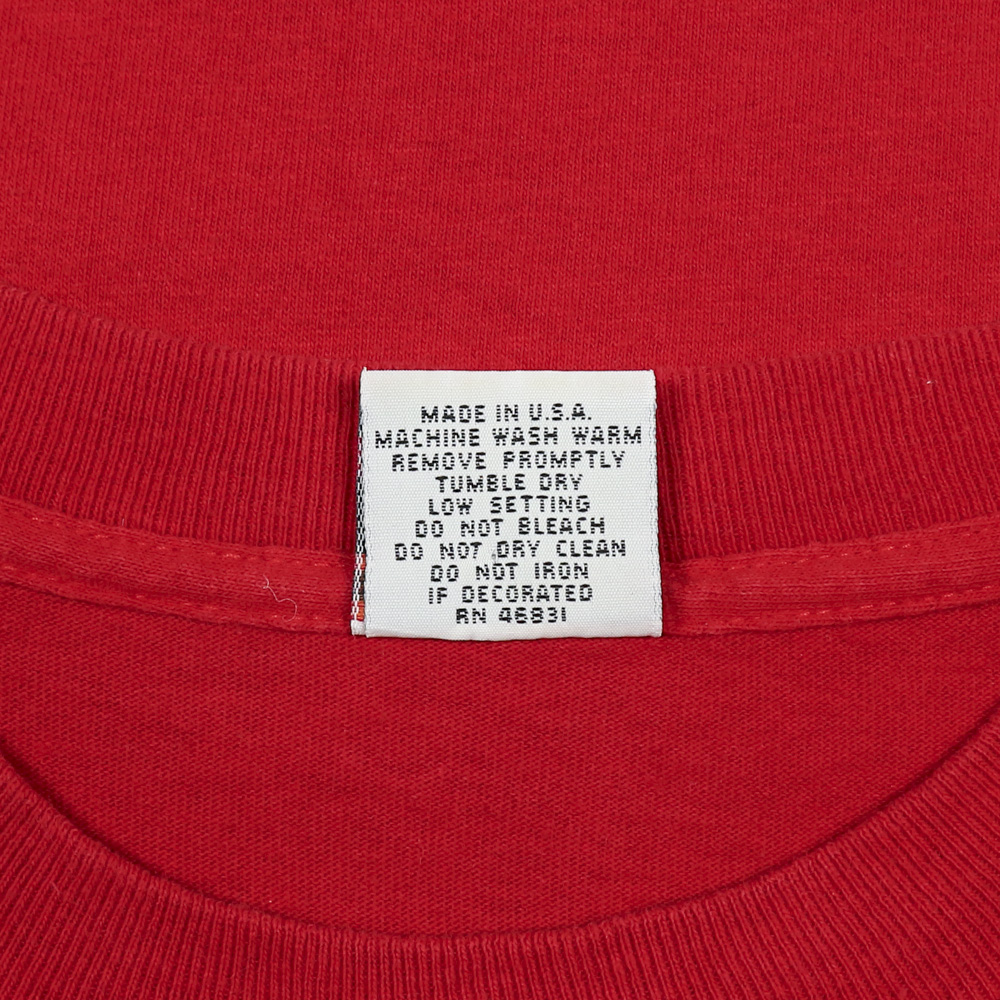 MADE IN U.S.A.
MACHINE WASH WARM
REMOVE PROMPTLY
TUMBLE DRY
LOW SETTING
DO NOT BLEACH
DO NOT DRY CLEAN
DO NOT IRON
IF DECORATED
RN 46831